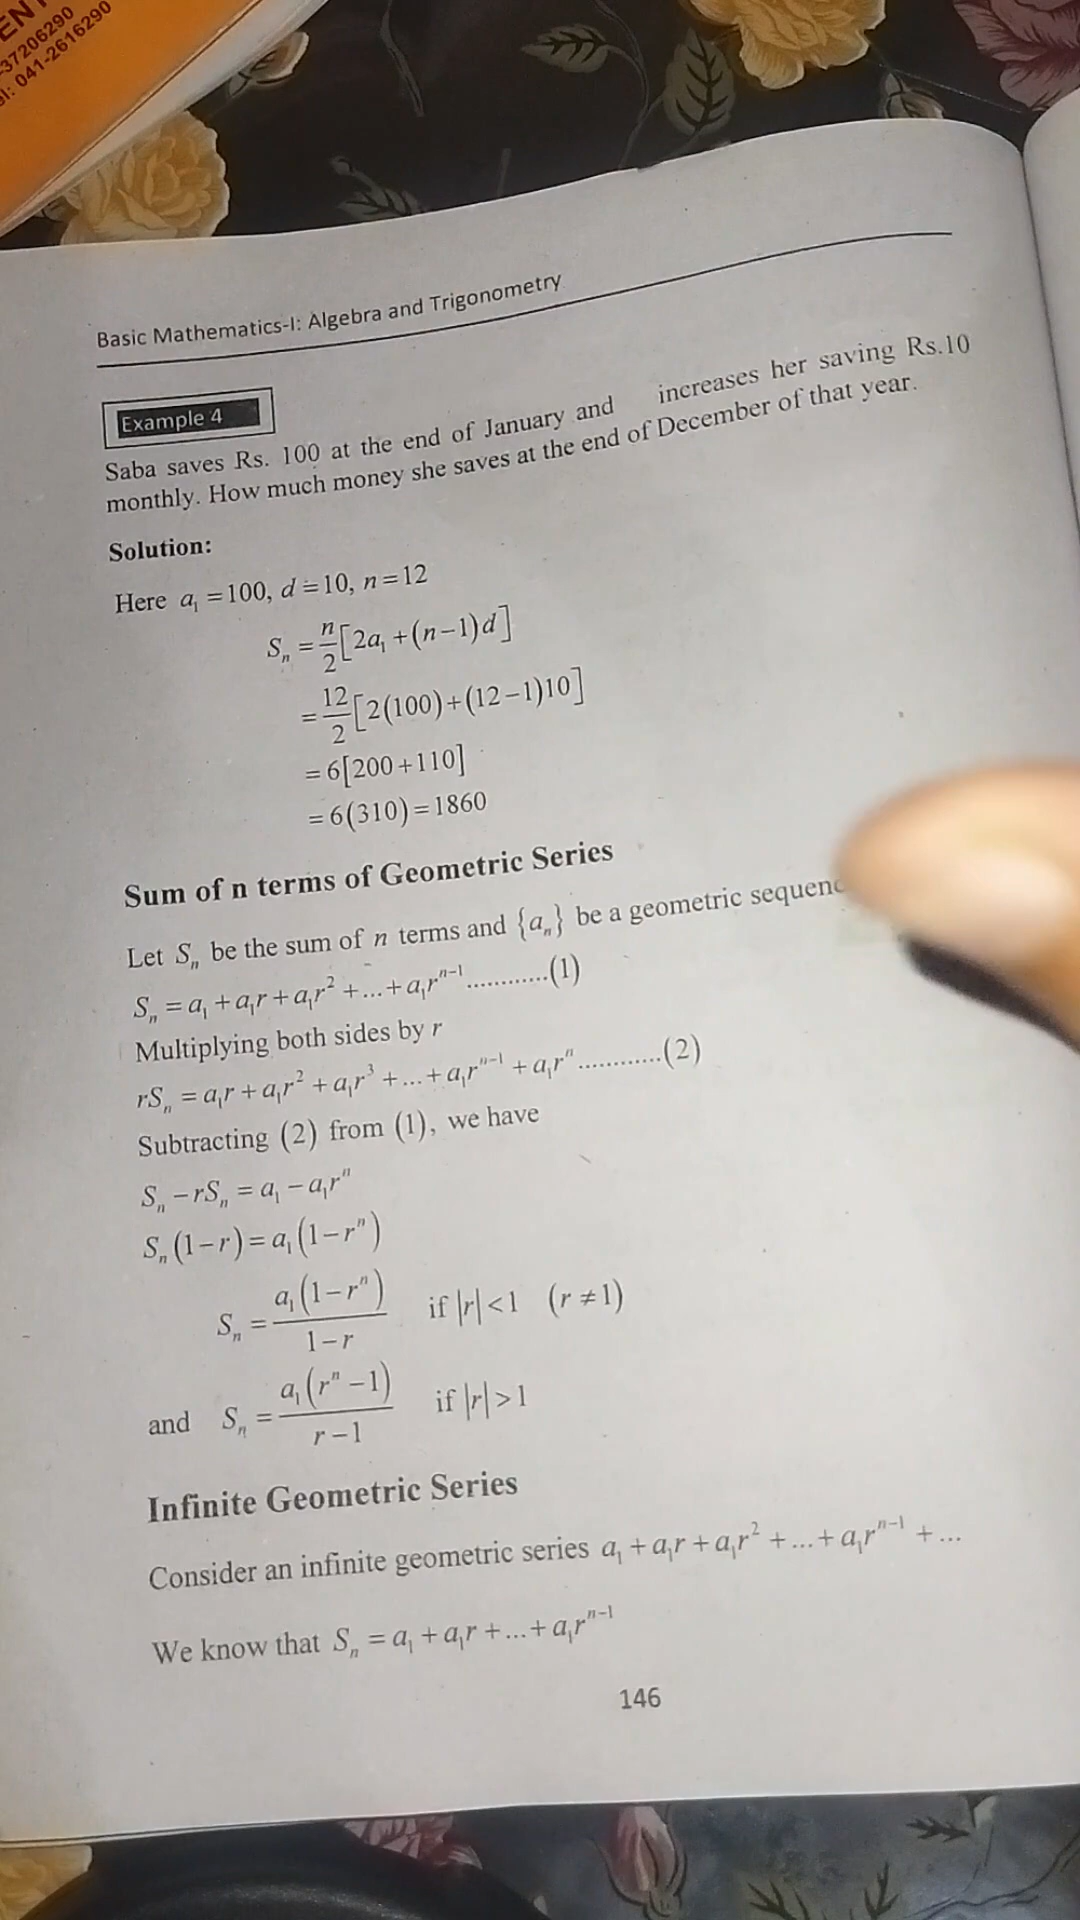 37206290
041-2616290
Basic Mathematics-I: Algebra and Trigonometry
Example 4
Saba saves Rs. 100 at the end of January and increases her saving Rs.10
monthly. How much money she saves at the end of December of that year.
Solution:
Here a₁ = 100, d = 10, n = 12
Sₙ = n/2 [2a₁ + (n−1)d]
= 12/2 [2(100) + (12−1)10]
= 6[200 + 110]
= 6(310) = 1860
Sum of n terms of Geometric Series
Let Sₙ be the sum of n terms and {aₙ} be a geometric
Sₙ = a₁ + a₁r + a₁r² + ... + a₁rⁿ⁻¹ ............(1)
Multiplying both sides by r
rSₙ = a₁r + a₁r² + a₁r³ + ... + a₁rⁿ⁻¹ + a₁rⁿ ...........(2)
Subtracting (2) from (1), we have
Sₙ − rSₙ = a₁ − a₁rⁿ
Sₙ(1−r) = a₁(1−rⁿ)
Sₙ = a₁(1−rⁿ)/(1−r) if |r| < 1 (r ≠ 1)
and Sₙ = a₁(rⁿ−1)/(r−1) if |r| > 1
Infinite Geometric Series
Consider an infinite geometric series a₁ + a₁r + a₁r² + ... + a₁rⁿ⁻¹ + ...
We know that Sₙ = a₁ + a₁r + ... + a₁rⁿ⁻¹
146